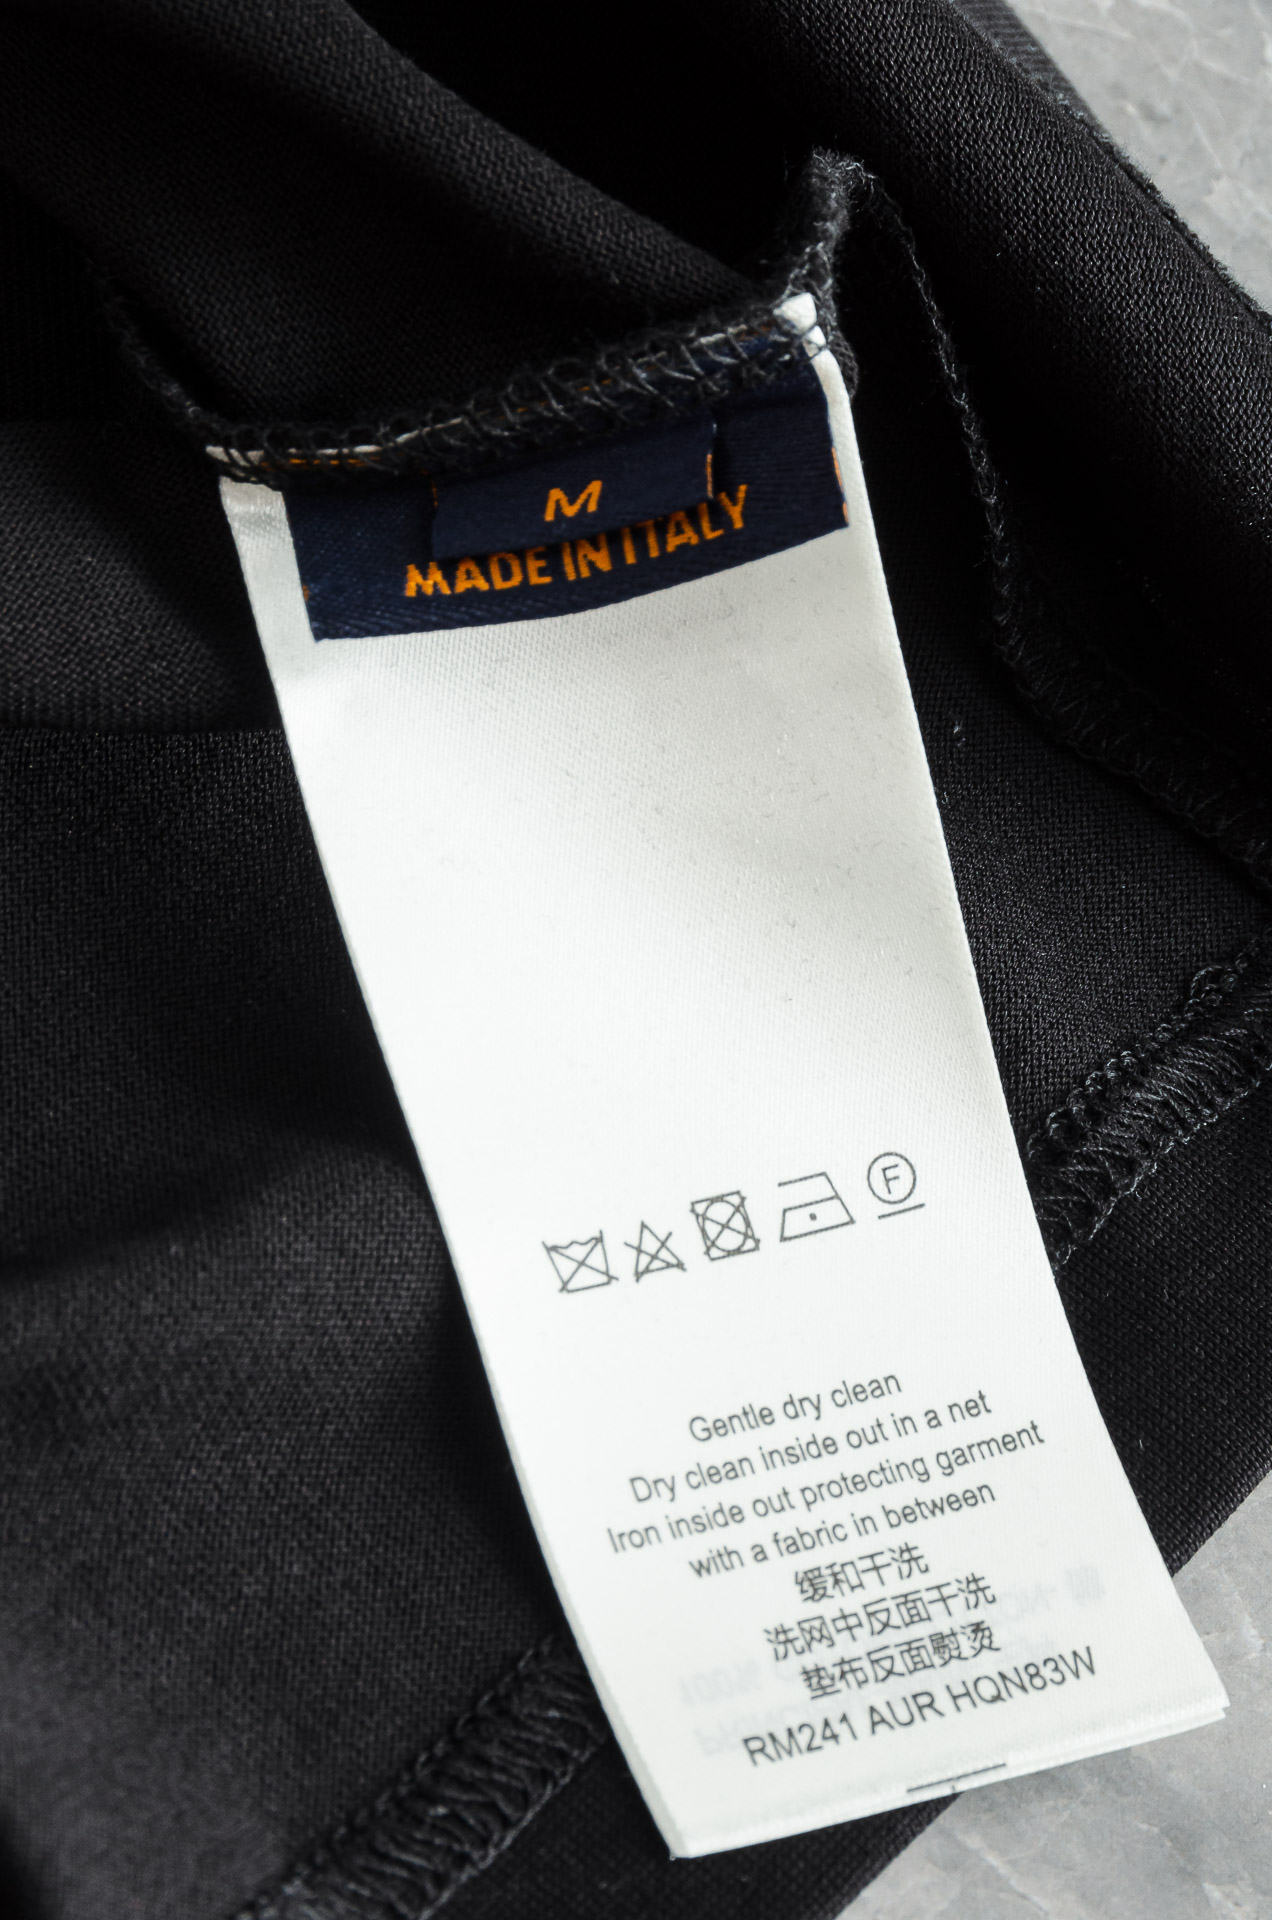 M
MADE IN ITALY
F
Gentle dry clean
Dry clean inside out in a net
Iron inside out protecting garment
with a fabric in between
缓和干洗
洗网中反面干洗
垫布反面熨烫
RM241 AUR HQN83W